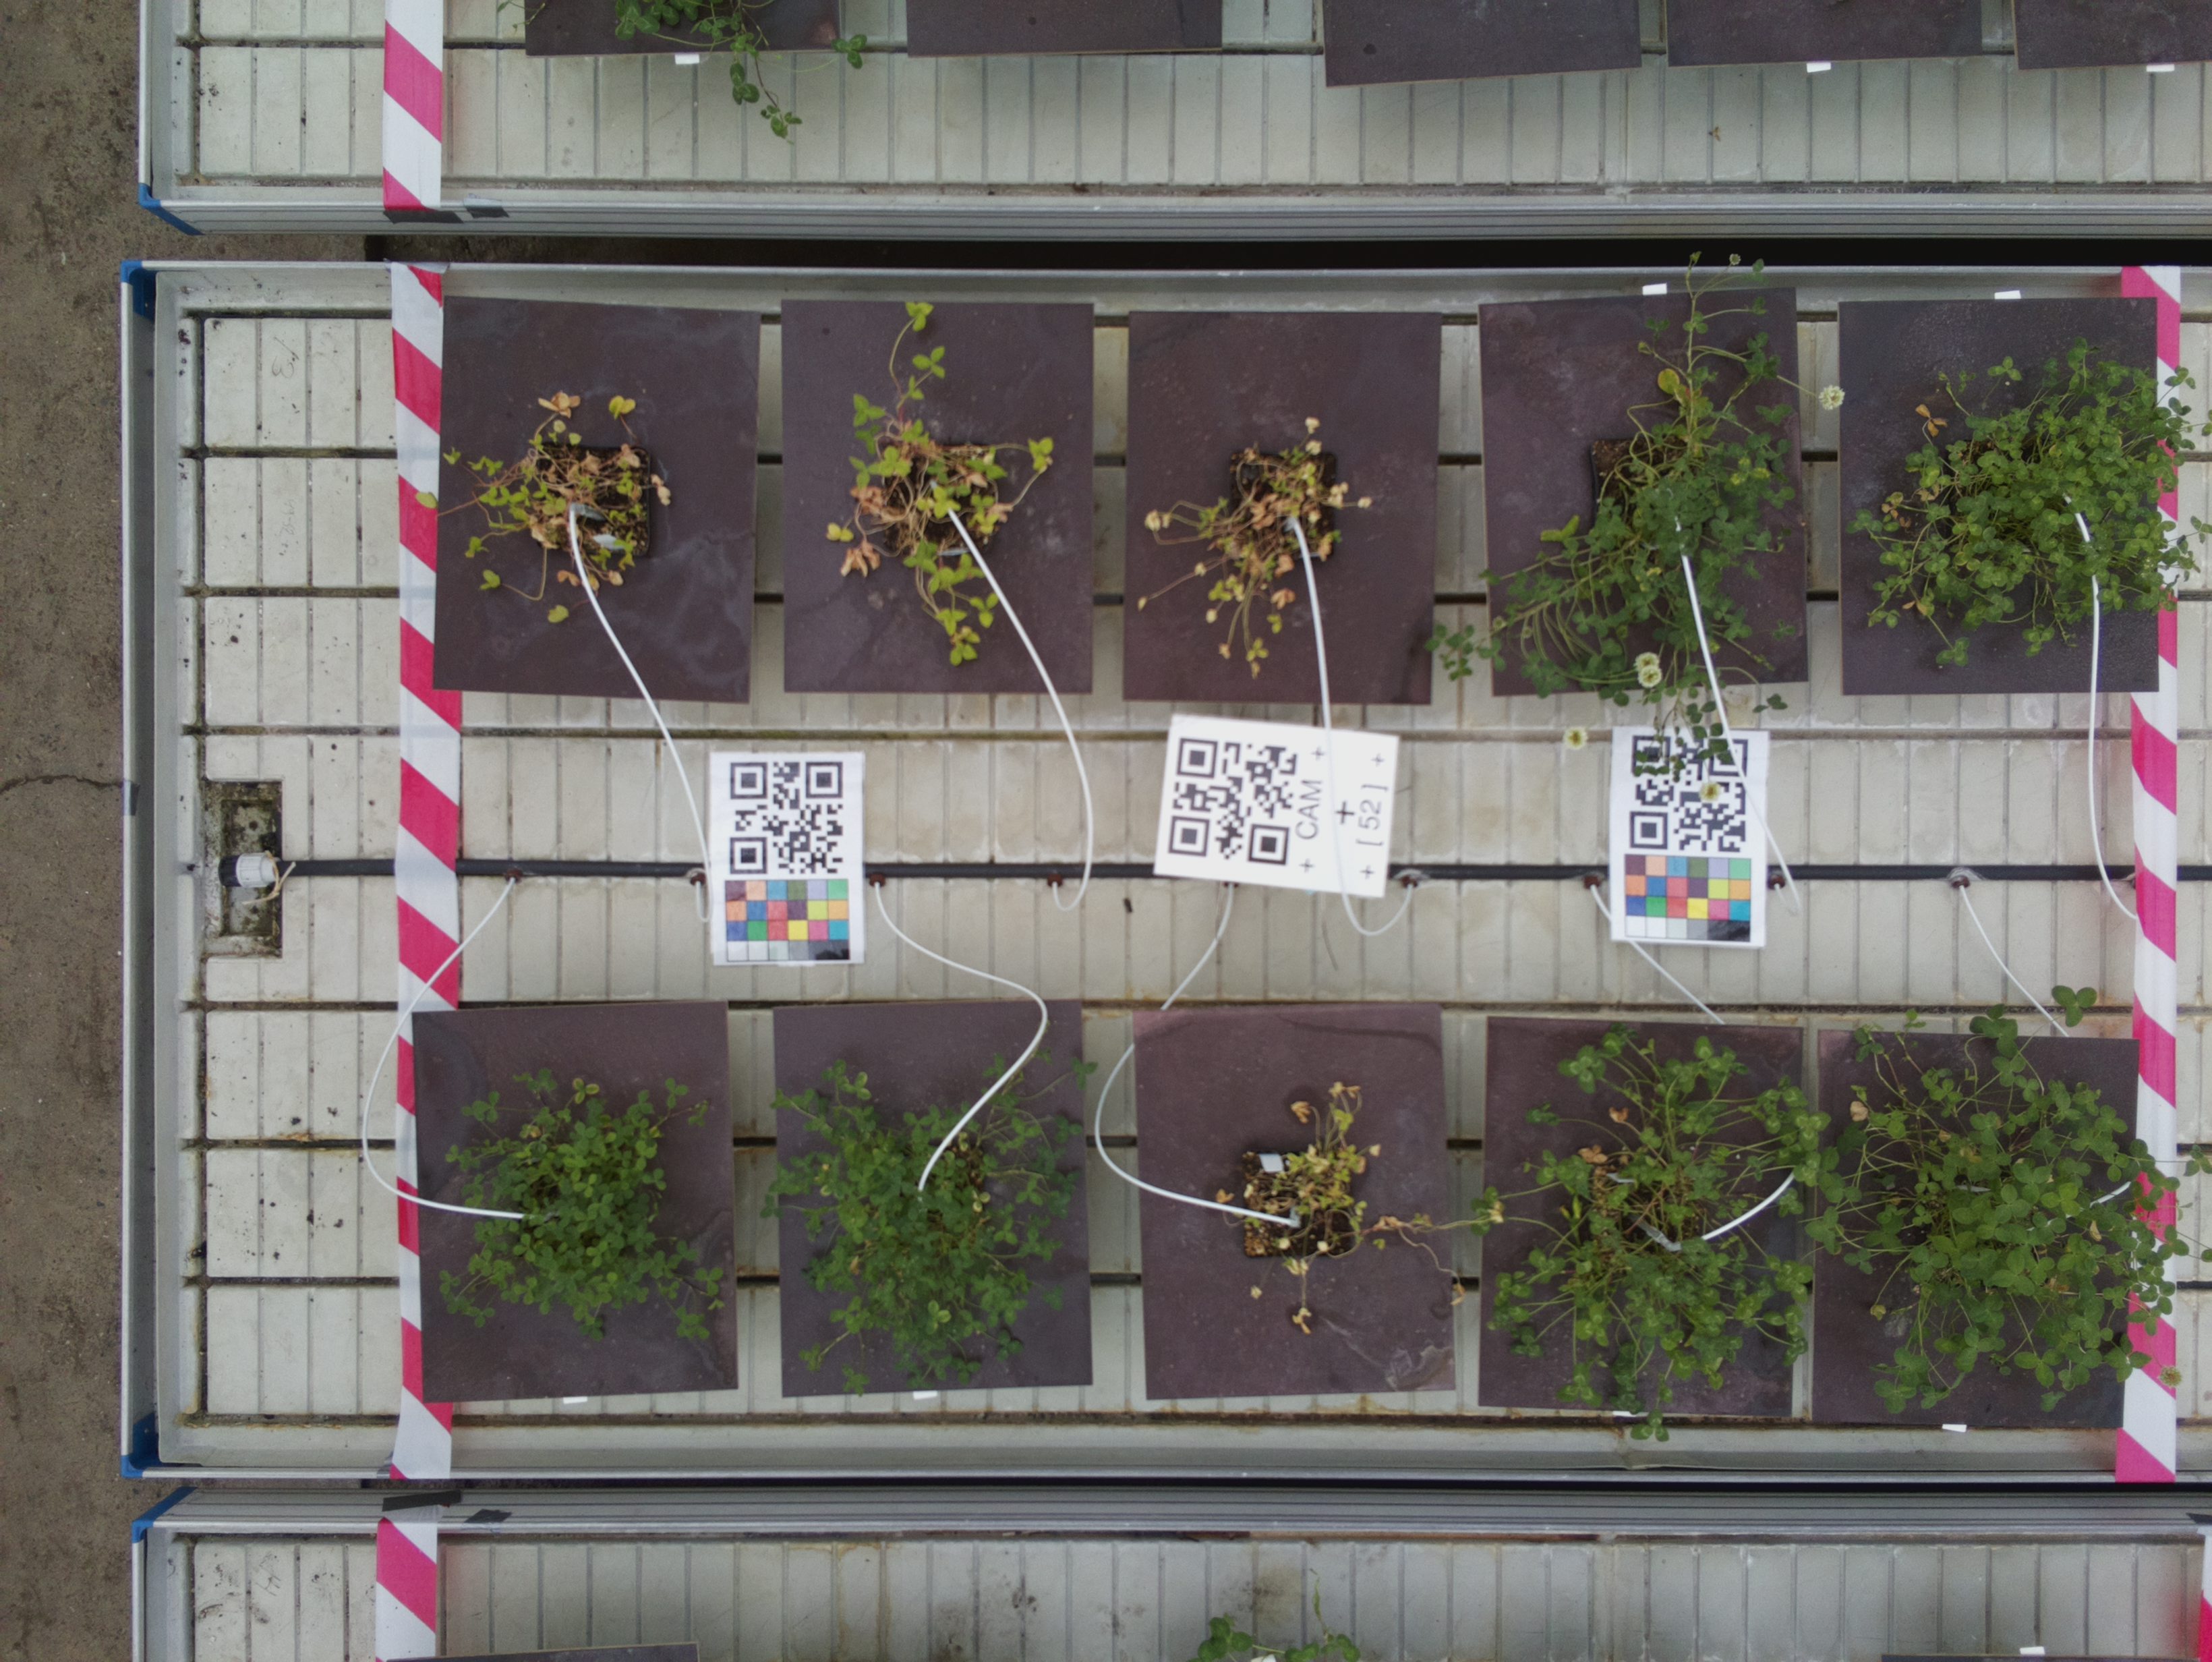 + CAM +
+
+ [ 52 ] +